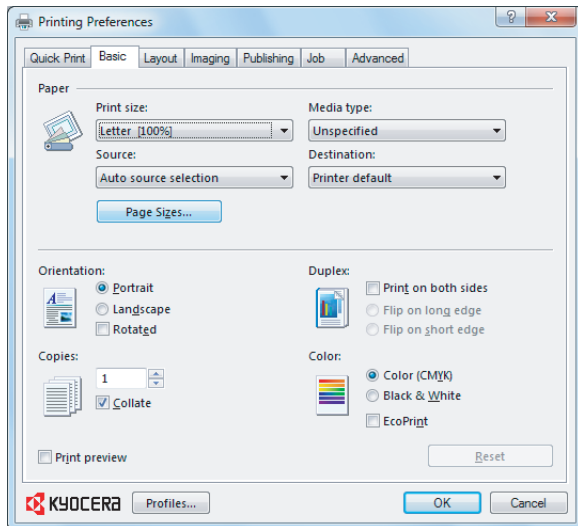 Printing Preferences
Quick Print Basic Layout Imaging Publishing Job Advanced
Paper
Print size: Media type:
Letter [100%] Unspecified
Source: Destination:
Auto source selection Printer default
Page Sizes...
Orientation: Duplex:
Portrait Print on both sides
Landscape Flip on long edge
Rotated Flip on short edge
Copies: Color:
1 Color (CMYK)
Collate Black & White
EcoPrint
Print preview Reset
KYOCERA Profiles... OK Cancel